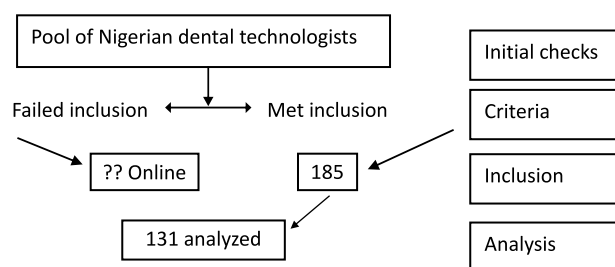 Pool of Nigerian dental technologists
Initial checks
Failed inclusion
Met inclusion
Criteria
?? Online
185
Inclusion
131 analyzed
Analysis